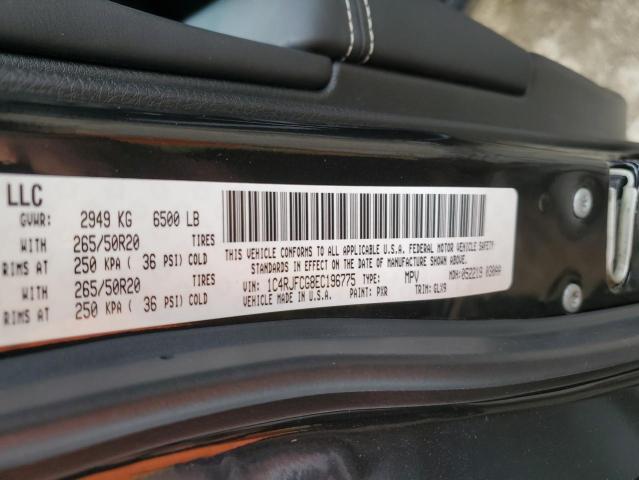 LLC
GVWR: 2949 KG 6500 LB
WITH 265/50R20 TIRES
RIMS AT 250 KPA ( 36 PSI) COLD
WITH 265/50R20 TIRES
RIMS AT 250 KPA ( 36 PSI) COLD
THIS VEHICLE CONFORMS TO ALL APPLICABLE U.S.A. FEDERAL MOTOR VEHICLE SAFETY
STANDARDS IN EFFECT ON THE DATE OF MANUFACTURE SHOWN ABOVE.
VIN: 1C4RJFCG8EC196775 TYPE: MPV MDH: 052219 030AA
VEHICLE MADE IN U.S.A. PAINT: PXR TRIM: GLX9